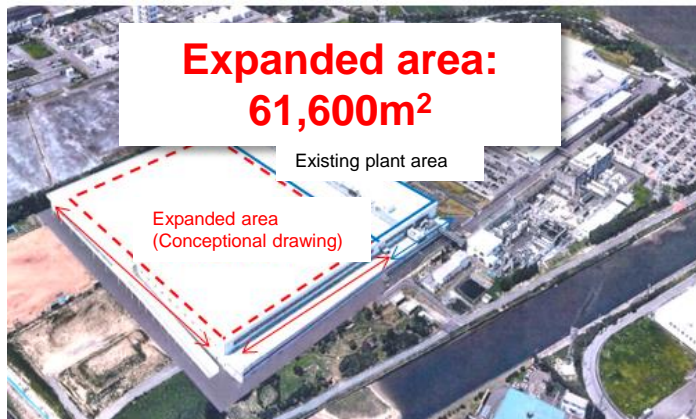 Expanded area:
61,600m²
Existing plant area
Expanded area
(Conceptional drawing)